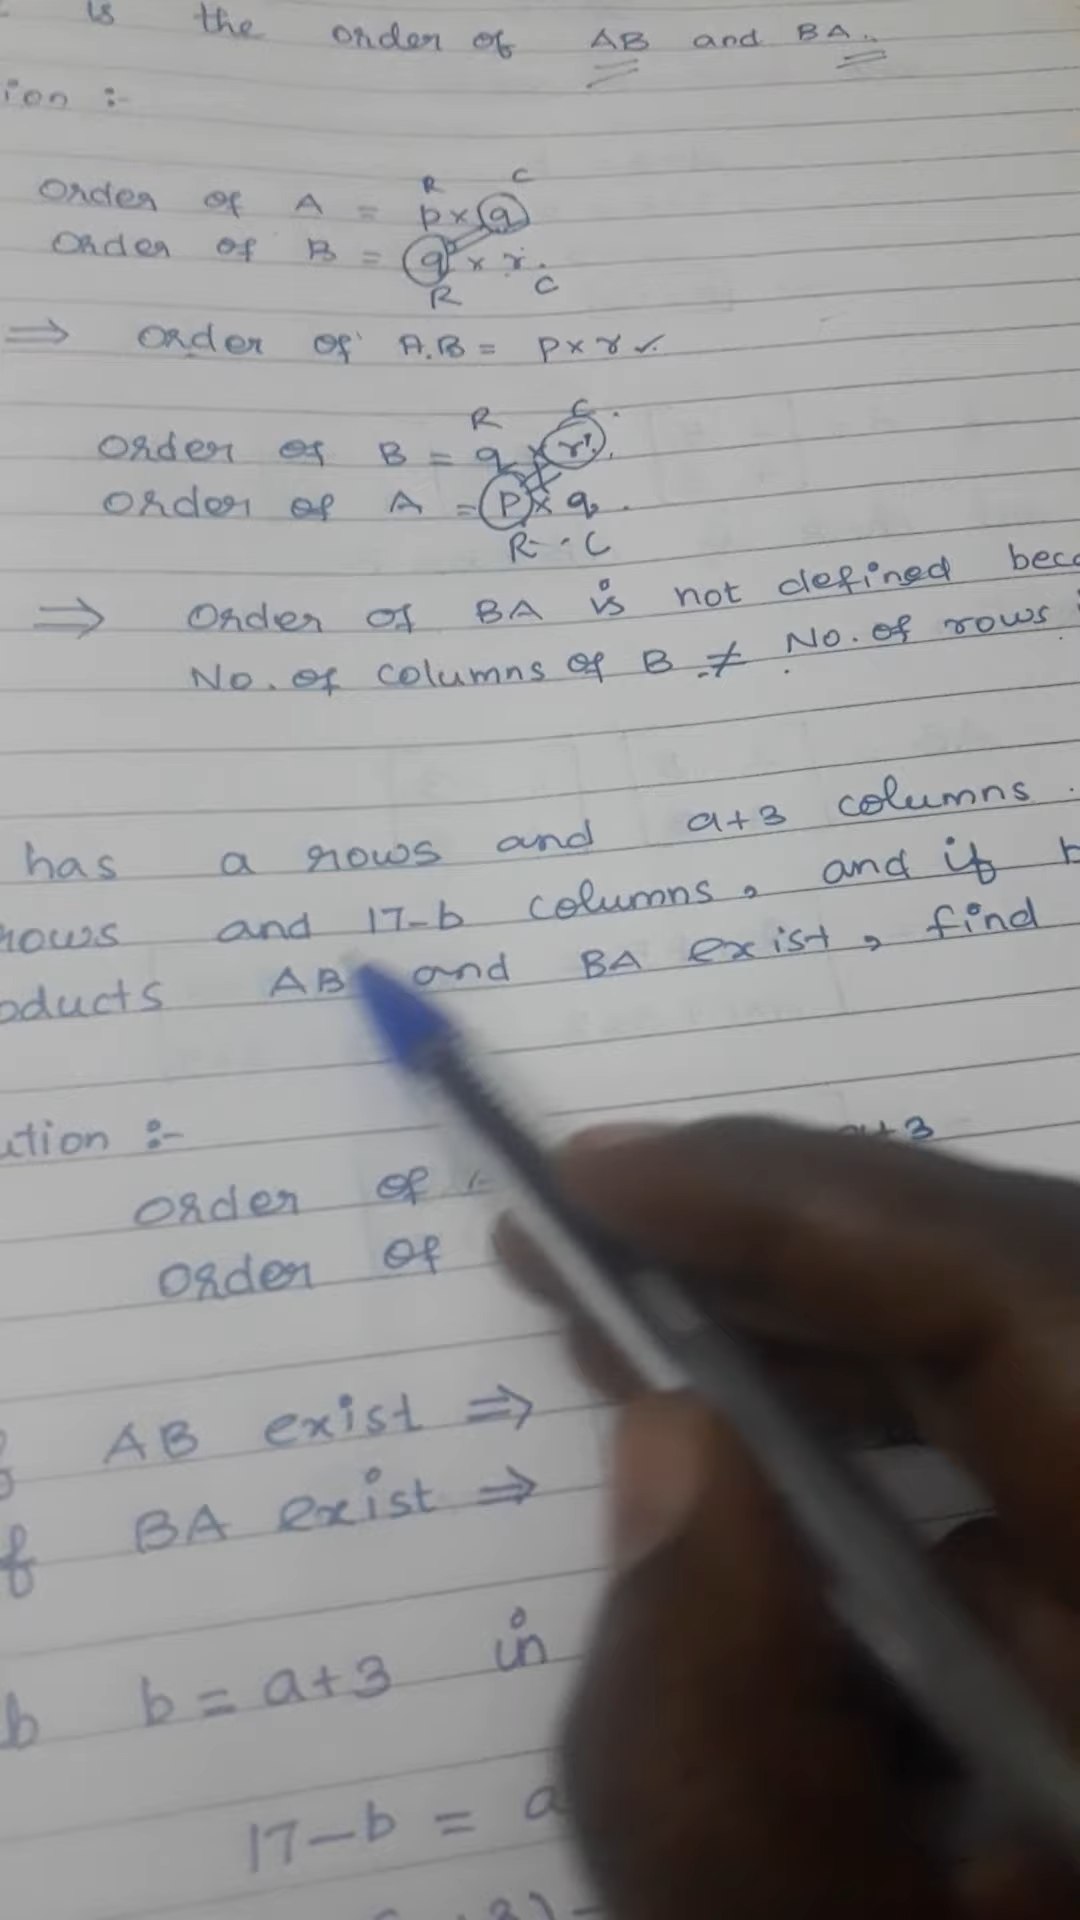 is the order of AB and BA.
ion :-
R C
Order of A = p×q
Order of B = q×r.
R C
⇒ Order of A.B = p×r ✓.
R C.
Order of B = q×r.
Order of A = p×q.
R C
⇒ Order of BA is not defined beca
No. of columns of B ≠ No. of rows
has a rows and a+3 columns.
rows and 17-b columns, and if b
oducts AB and BA exist, find
ution :-
a+3
Order of
Order of
AB exist ⇒
f BA exist ⇒
b b = a+3 in
17-b = a